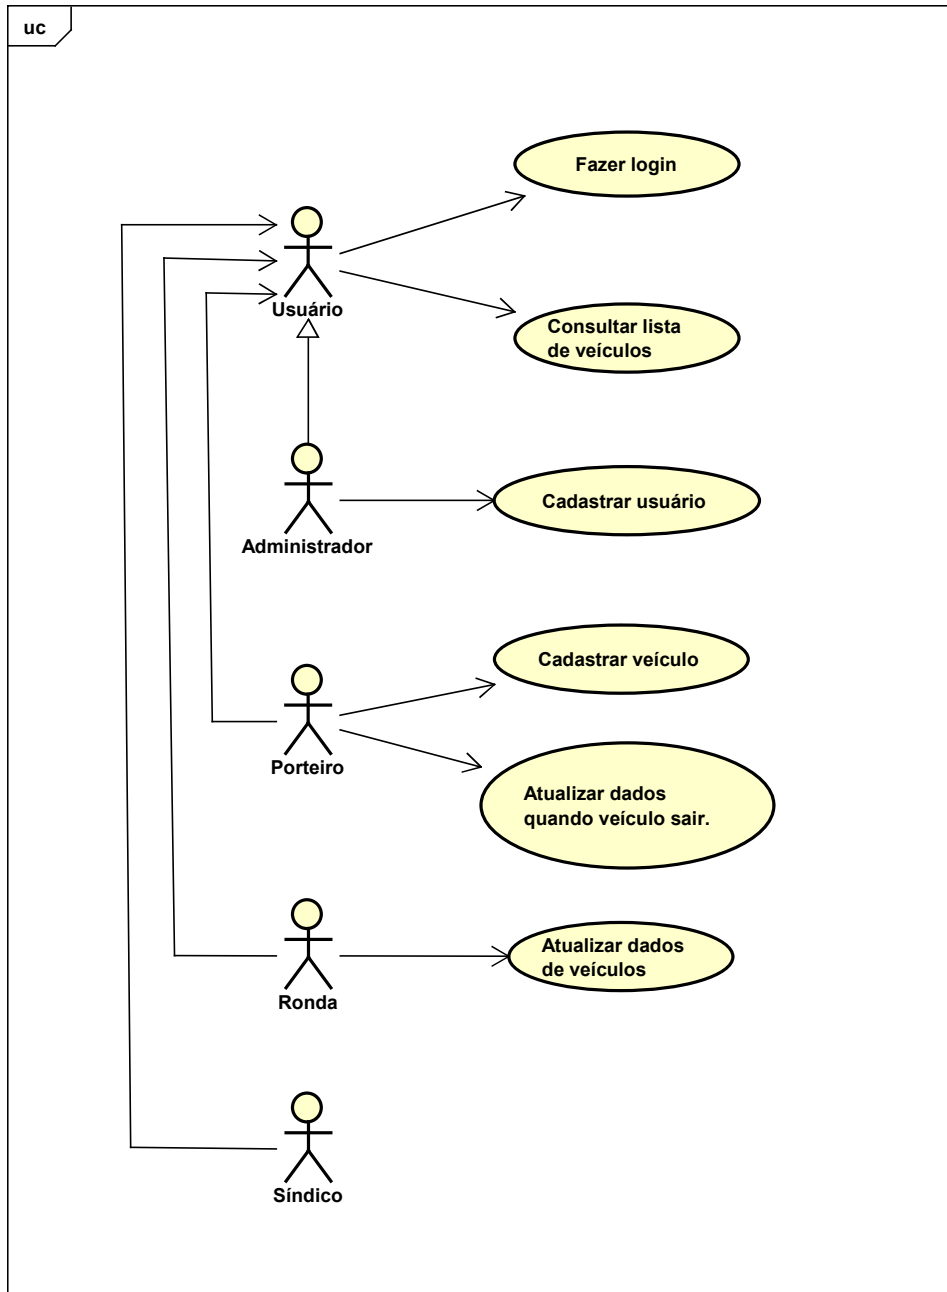 uc
Fazer login
Usuário
Consultar lista
de veículos
Administrador
Cadastrar usuário
Cadastrar veículo
Porteiro
Atualizar dados
quando veículo sair.
Ronda
Atualizar dados
de veículos
Síndico